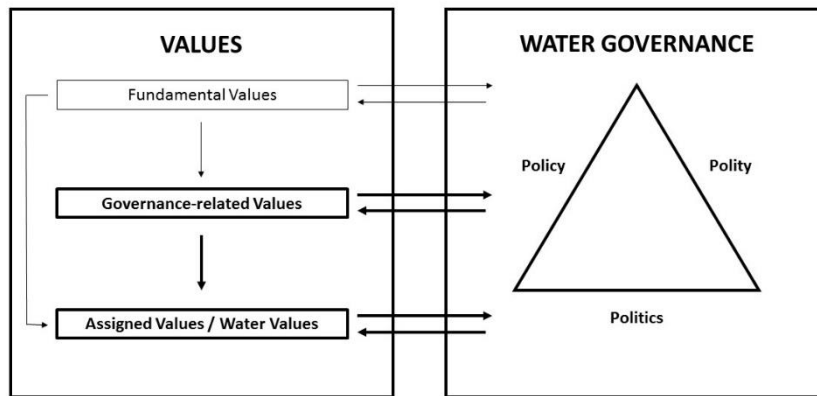 VALUES
Fundamental Values
Governance-related Values
Assigned Values / Water Values
WATER GOVERNANCE
Policy
Polity
Politics